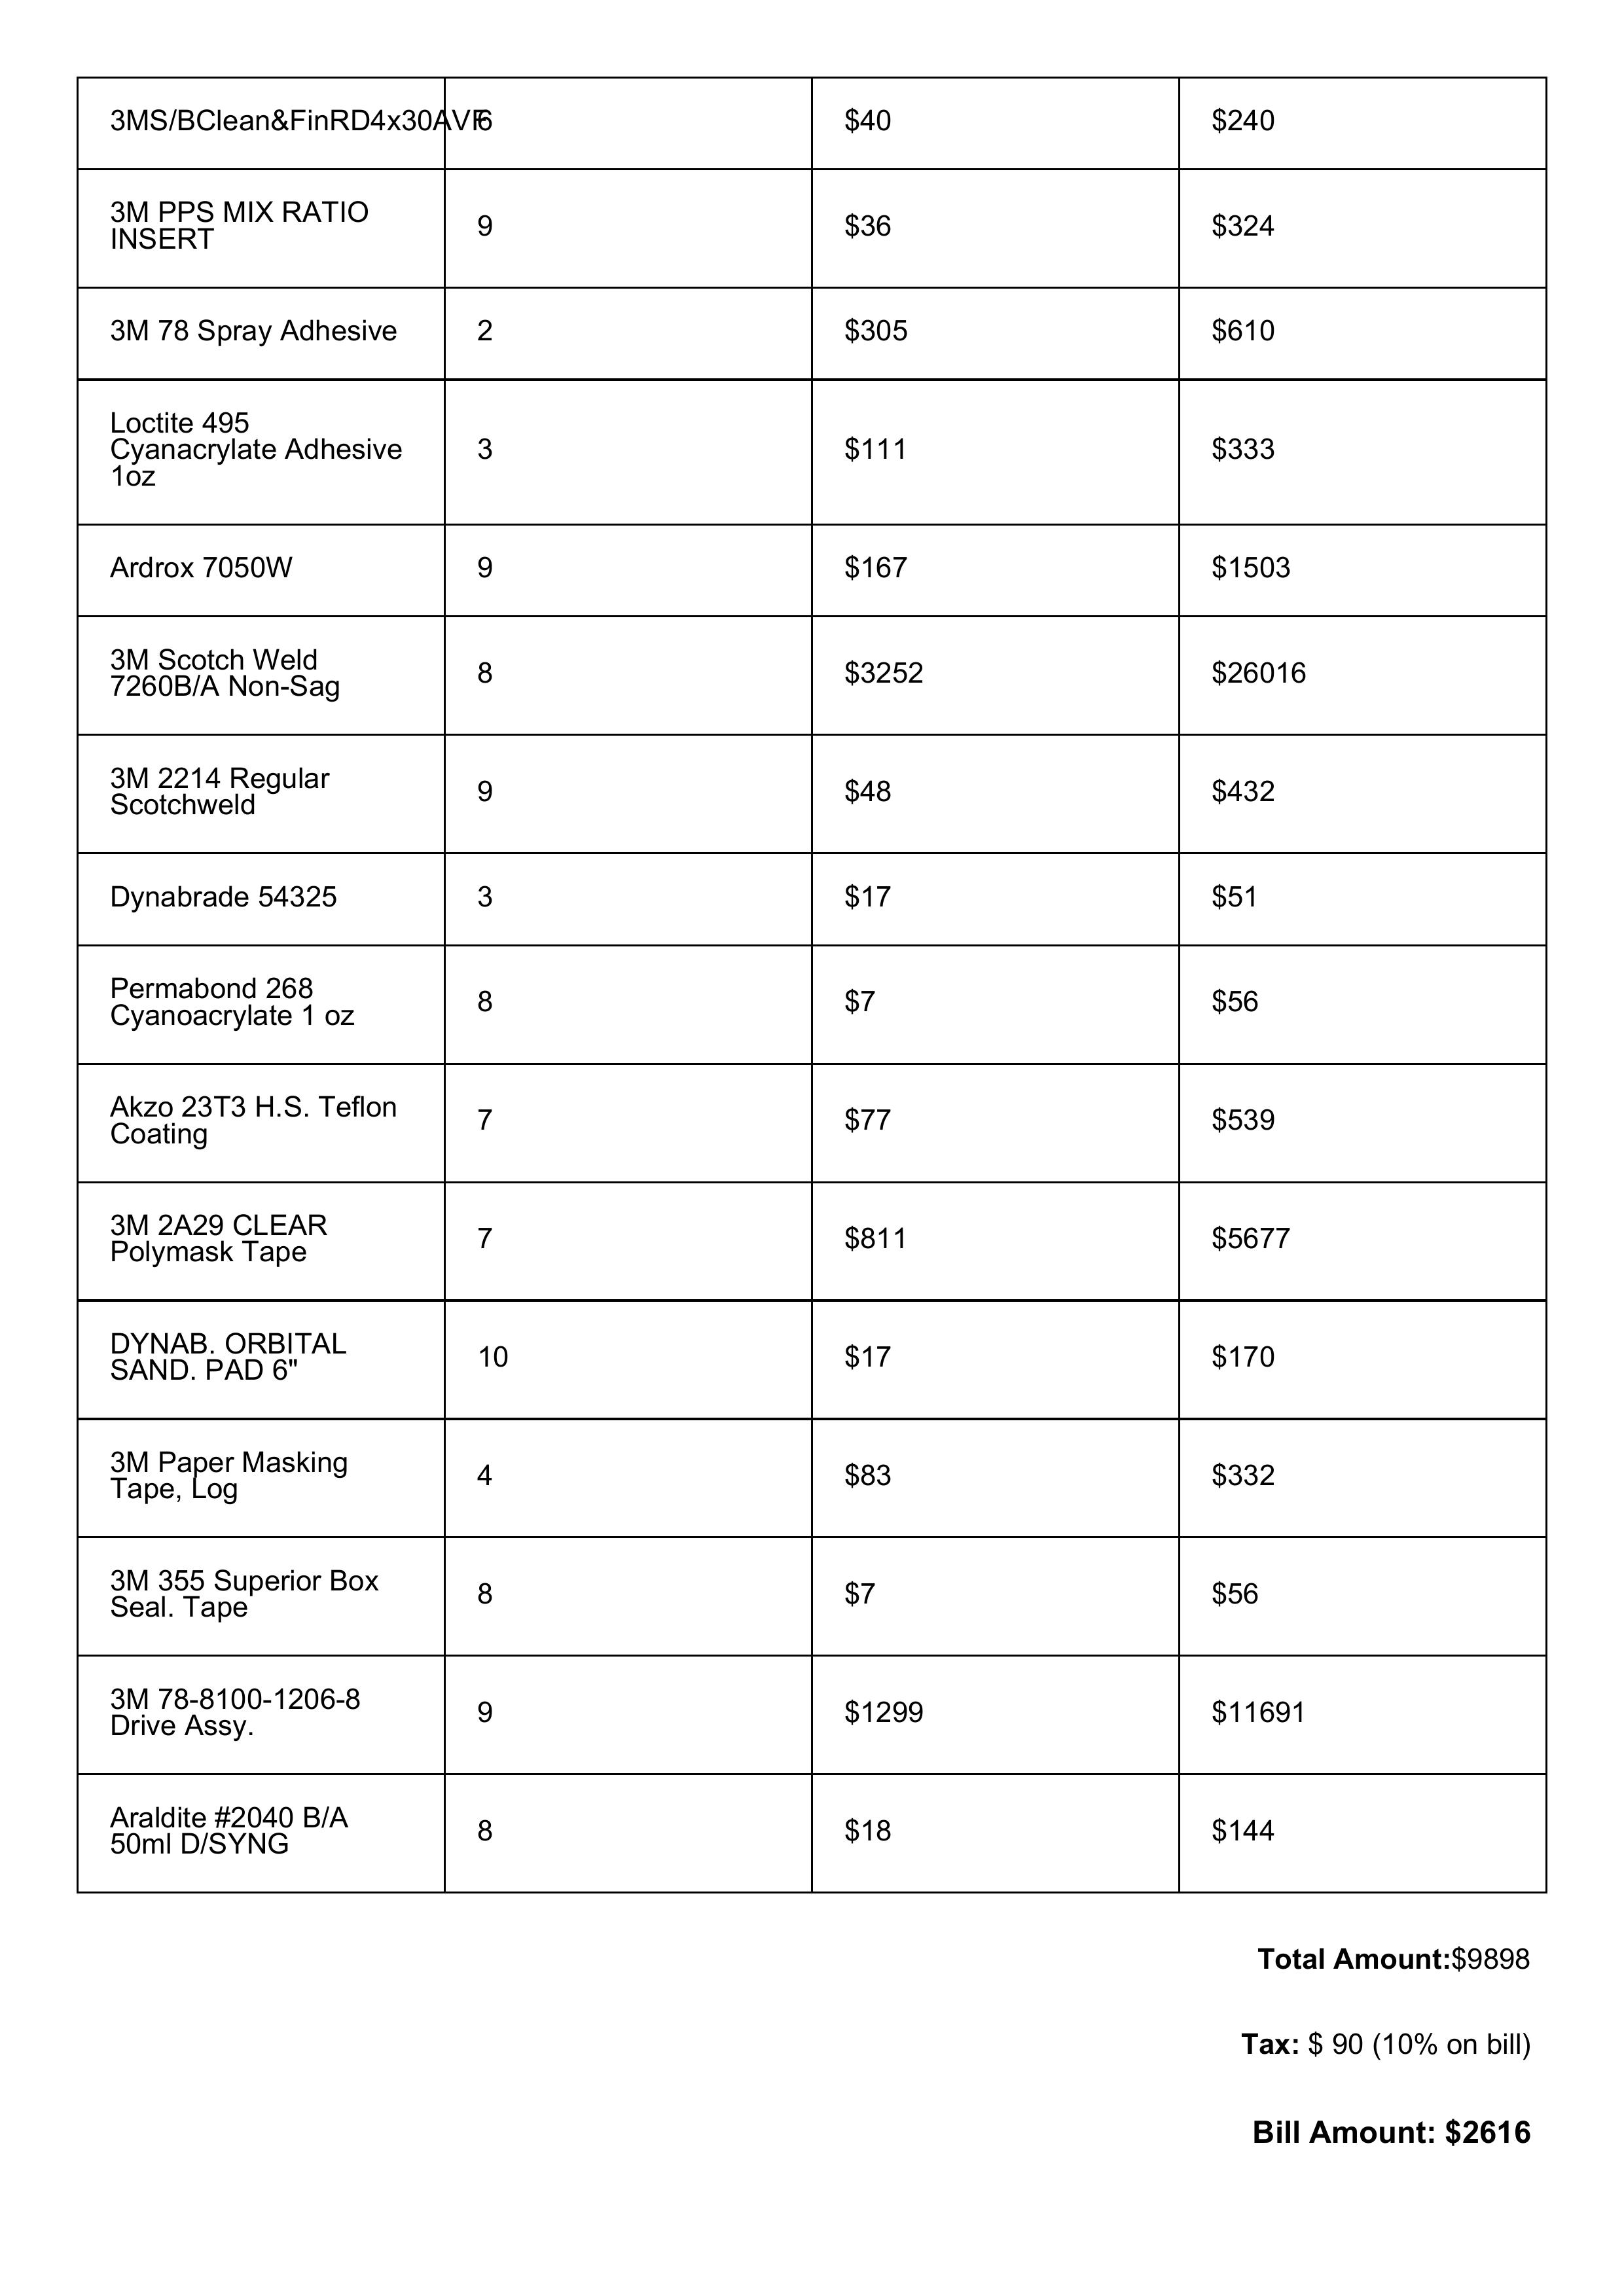 3MS/BClean&FinRD4x30AVF 6 $40 $240
3M PPS MIX RATIO
INSERT
9 $36 $324
3M 78 Spray Adhesive 2 $305 $610
Loctite 495
Cyanacrylate Adhesive
1oz
3 $111 $333
Ardrox 7050W 9 $167 $1503
3M Scotch Weld
7260B/A Non-Sag
8 $3252 $26016
3M 2214 Regular
Scotchweld
9 $48 $432
Dynabrade 54325 3 $17 $51
Permabond 268
Cyanoacrylate 1 oz
8 $7 $56
Akzo 23T3 H.S. Teflon
Coating
7 $77 $539
3M 2A29 CLEAR
Polymask Tape
7 $811 $5677
DYNAB. ORBITAL
SAND. PAD 6"
10 $17 $170
3M Paper Masking
Tape, Log
4 $83 $332
3M 355 Superior Box
Seal. Tape
8 $7 $56
3M 78-8100-1206-8
Drive Assy.
9 $1299 $11691
Araldite #2040 B/A
50ml D/SYNG
8 $18 $144
Total Amount:$9898
Tax: $ 90 (10% on bill)
Bill Amount: $2616